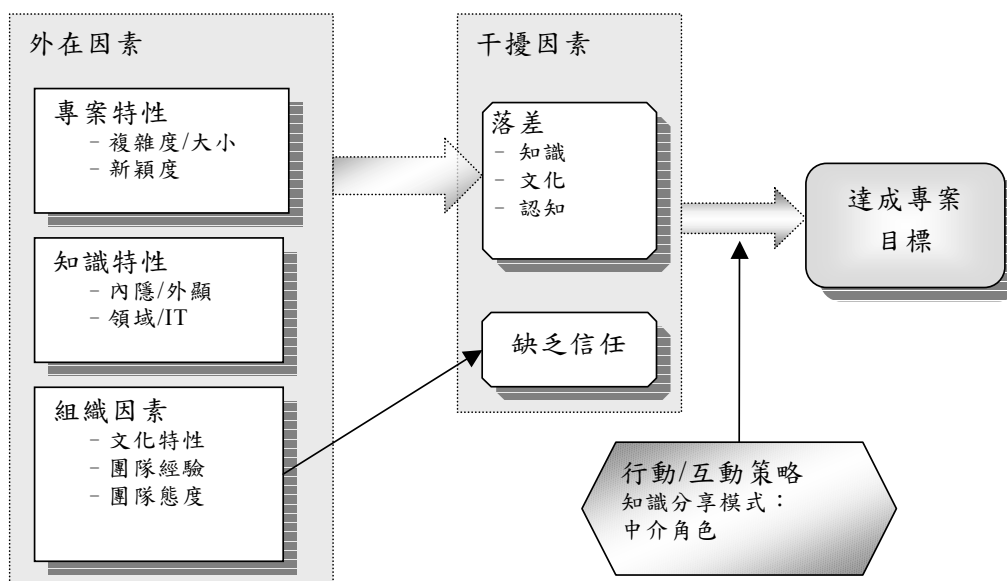 外在因素
專案特性
- 複雜度/大小
- 新穎度
知識特性
- 內隱/外顯
- 領域/IT
組織因素
- 文化特性
- 團隊經驗
- 團隊態度
干擾因素
落差
- 知識
- 文化
- 認知
缺乏信任
達成專案
目標
行動/互動策略
知識分享模式：
中介角色